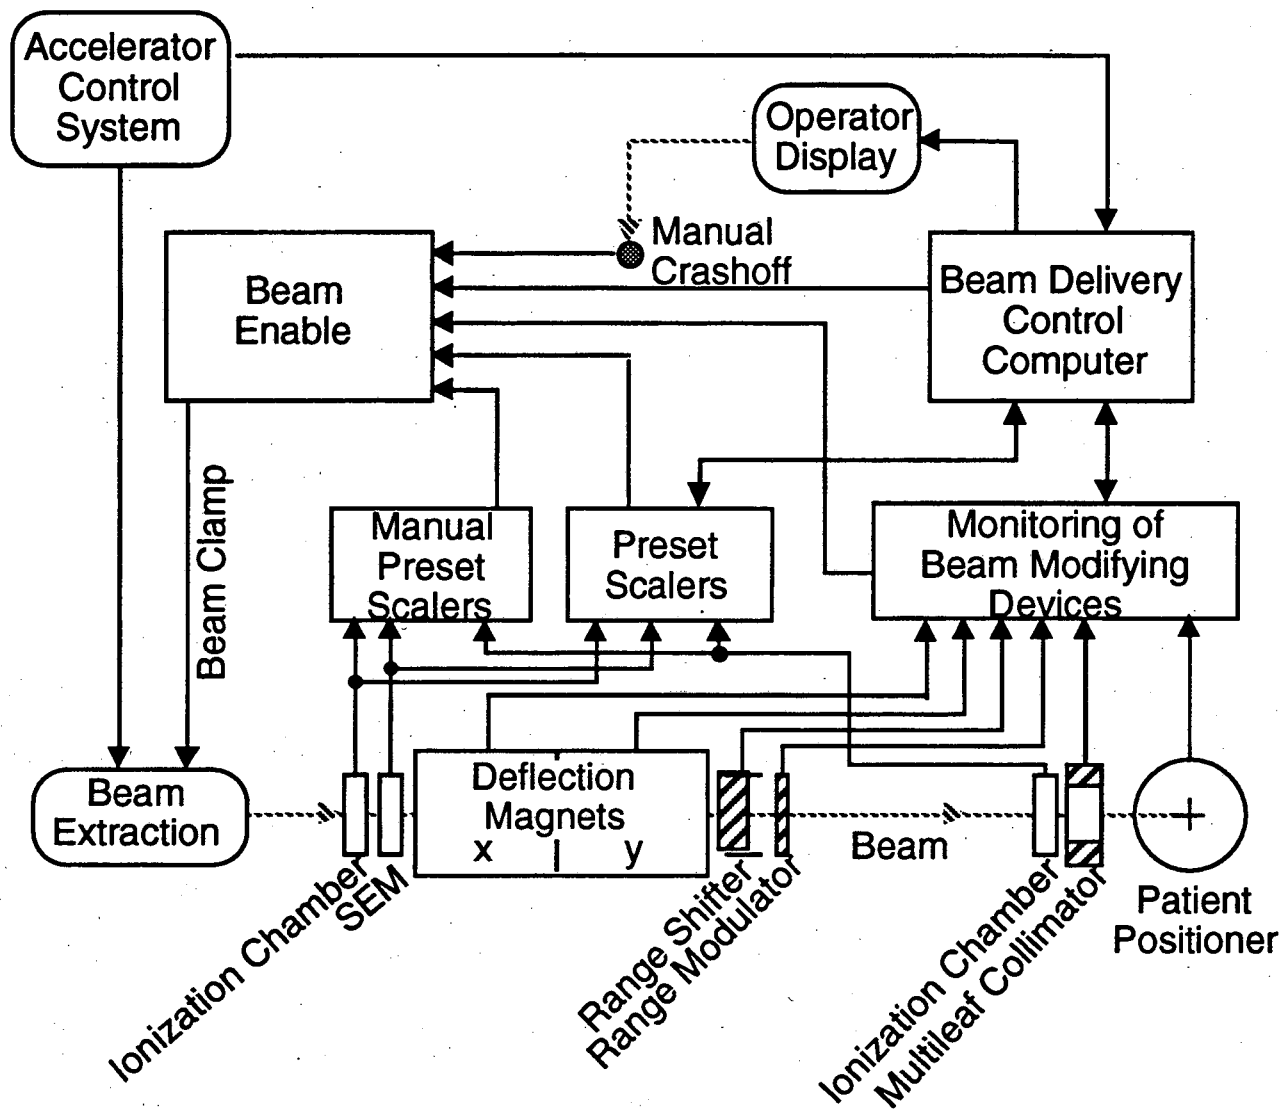 Accelerator
Control
System
Operator
Display
Manual
Crashoff
Beam
Enable
Beam Delivery
Control
Computer
Beam Clamp
Manual
Preset
Scalers
Preset
Scalers
Monitoring of
Beam Modifying
Devices
Beam
Extraction
Deflection
Magnets
x
y
Beam
Ionization Chamber
SEM
Range Shifter
Range Modulator
Ionization Chamber
Multileaf Collimator
Patient
Positioner